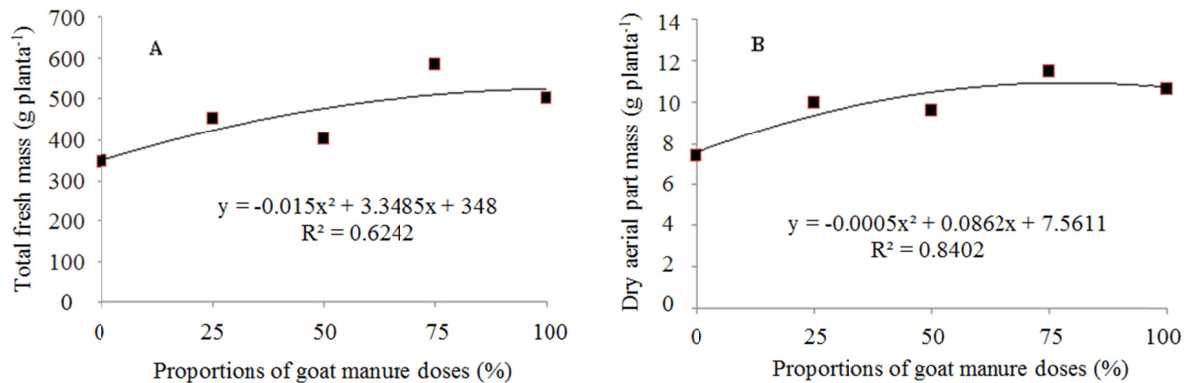 A
Total fresh mass (g planta⁻¹)
700
600
500
400
300
200
100
0
y = -0.015x² + 3.3485x + 348
R² = 0.6242
0 25 50 75 100
Proportions of goat manure doses (%)
B
Dry aerial part mass (g planta⁻¹)
14
12
10
8
6
4
2
0
y = -0.0005x² + 0.0862x + 7.5611
R² = 0.8402
0 25 50 75 100
Proportions of goat manure doses (%)